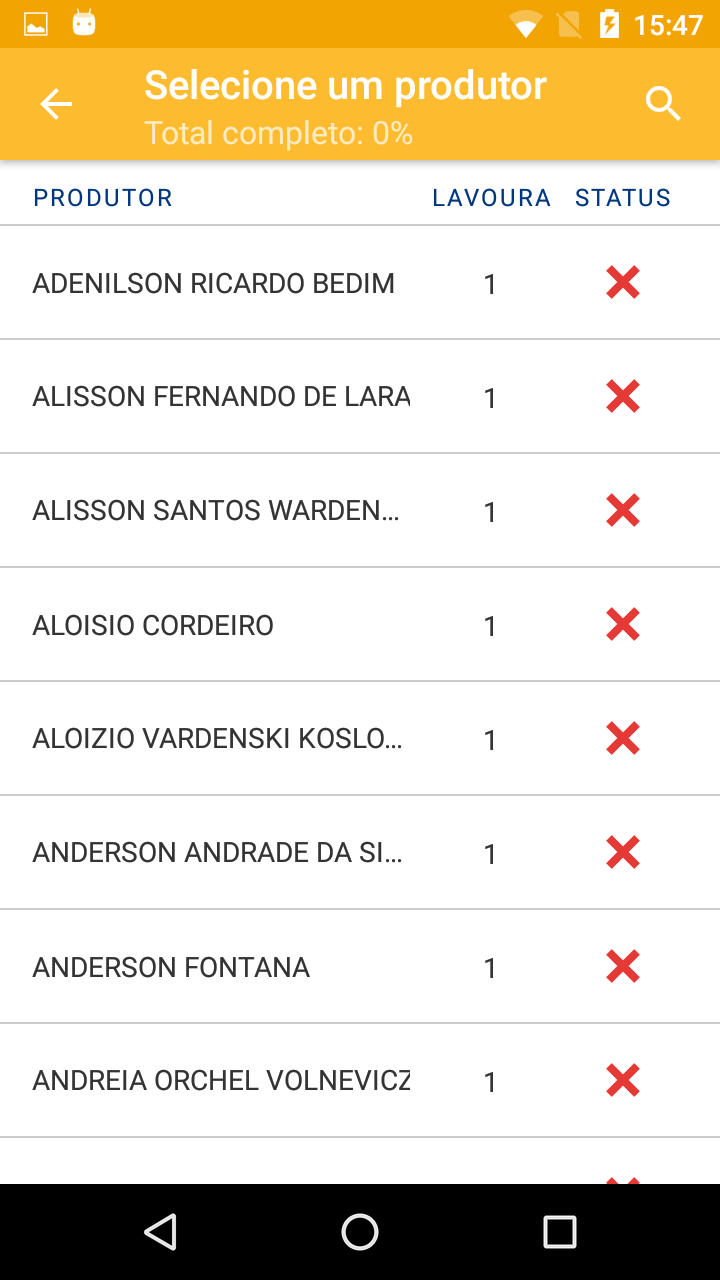 15:47
Selecione um produtor
Total completo: 0%
PRODUTOR LAVOURA STATUS
ADENILSON RICARDO BEDIM 1
ALISSON FERNANDO DE LARA 1
ALISSON SANTOS WARDEN... 1
ALOISIO CORDEIRO 1
ALOIZIO VARDENSKI KOSLO... 1
ANDERSON ANDRADE DA SI... 1
ANDERSON FONTANA 1
ANDREIA ORCHEL VOLNEVICZ 1